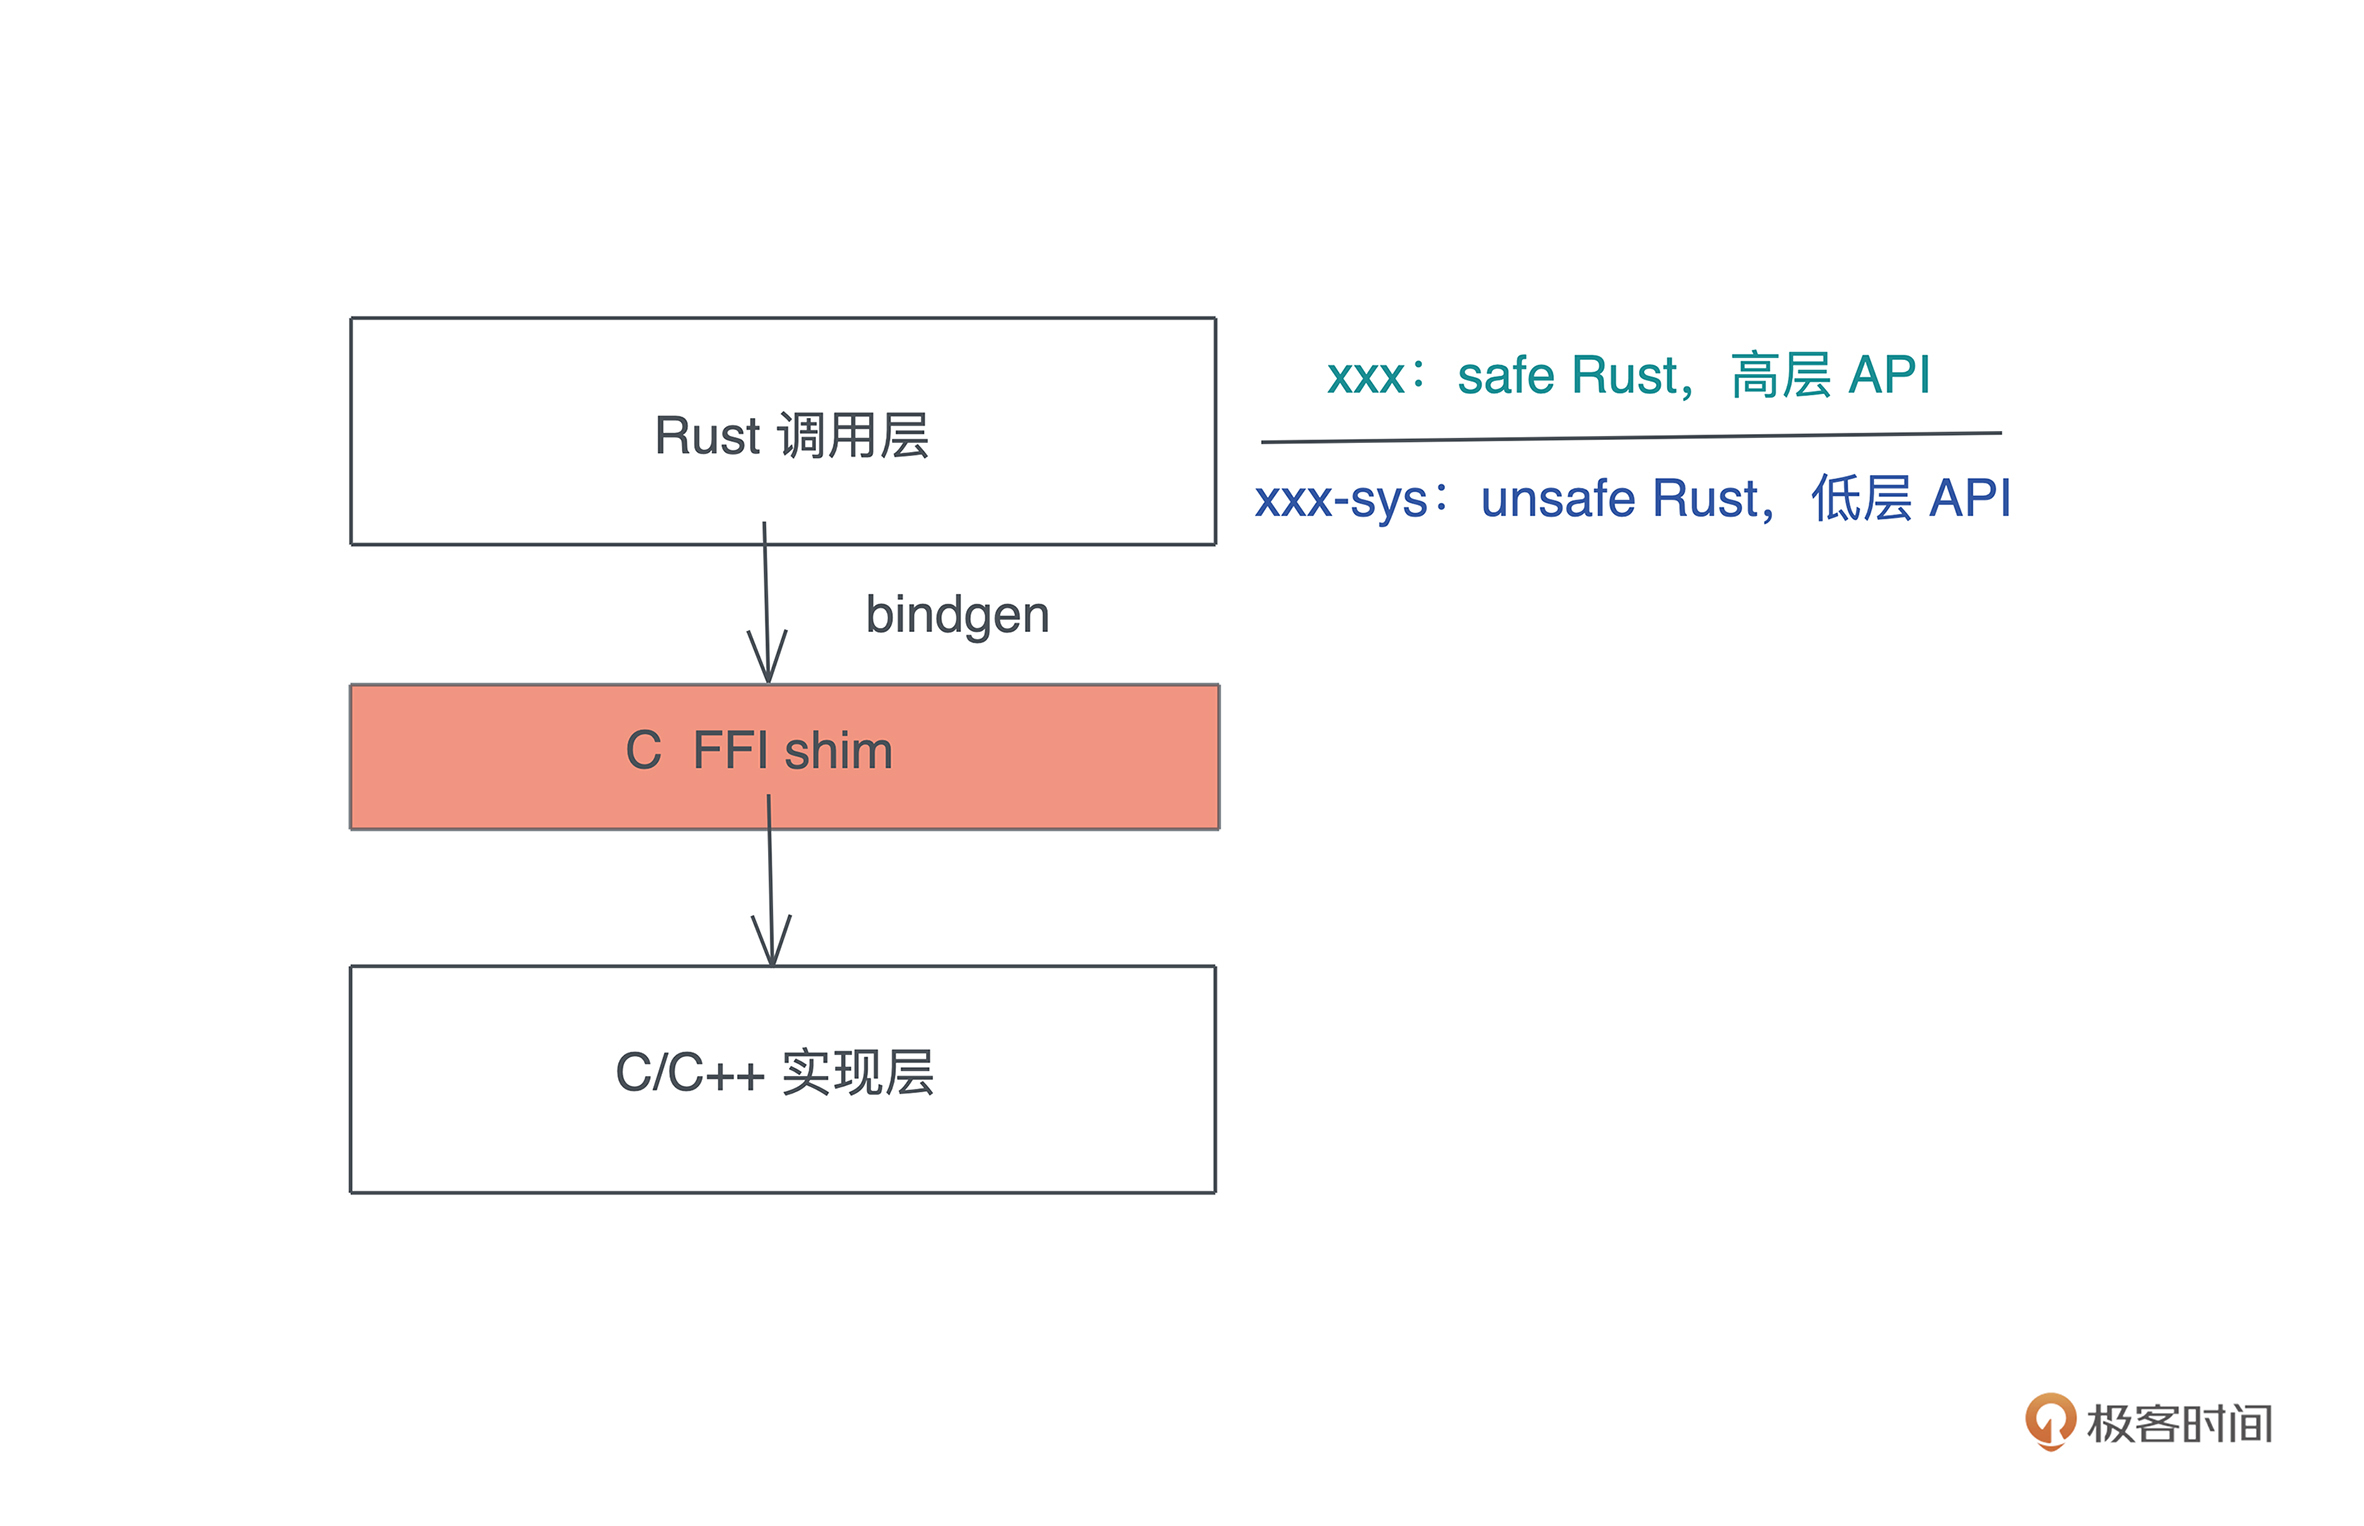 xxx：safe Rust，高层 API
Rust 调用层
xxx-sys：unsafe Rust，低层 API
bindgen
C FFI shim
C/C++ 实现层
极客时间